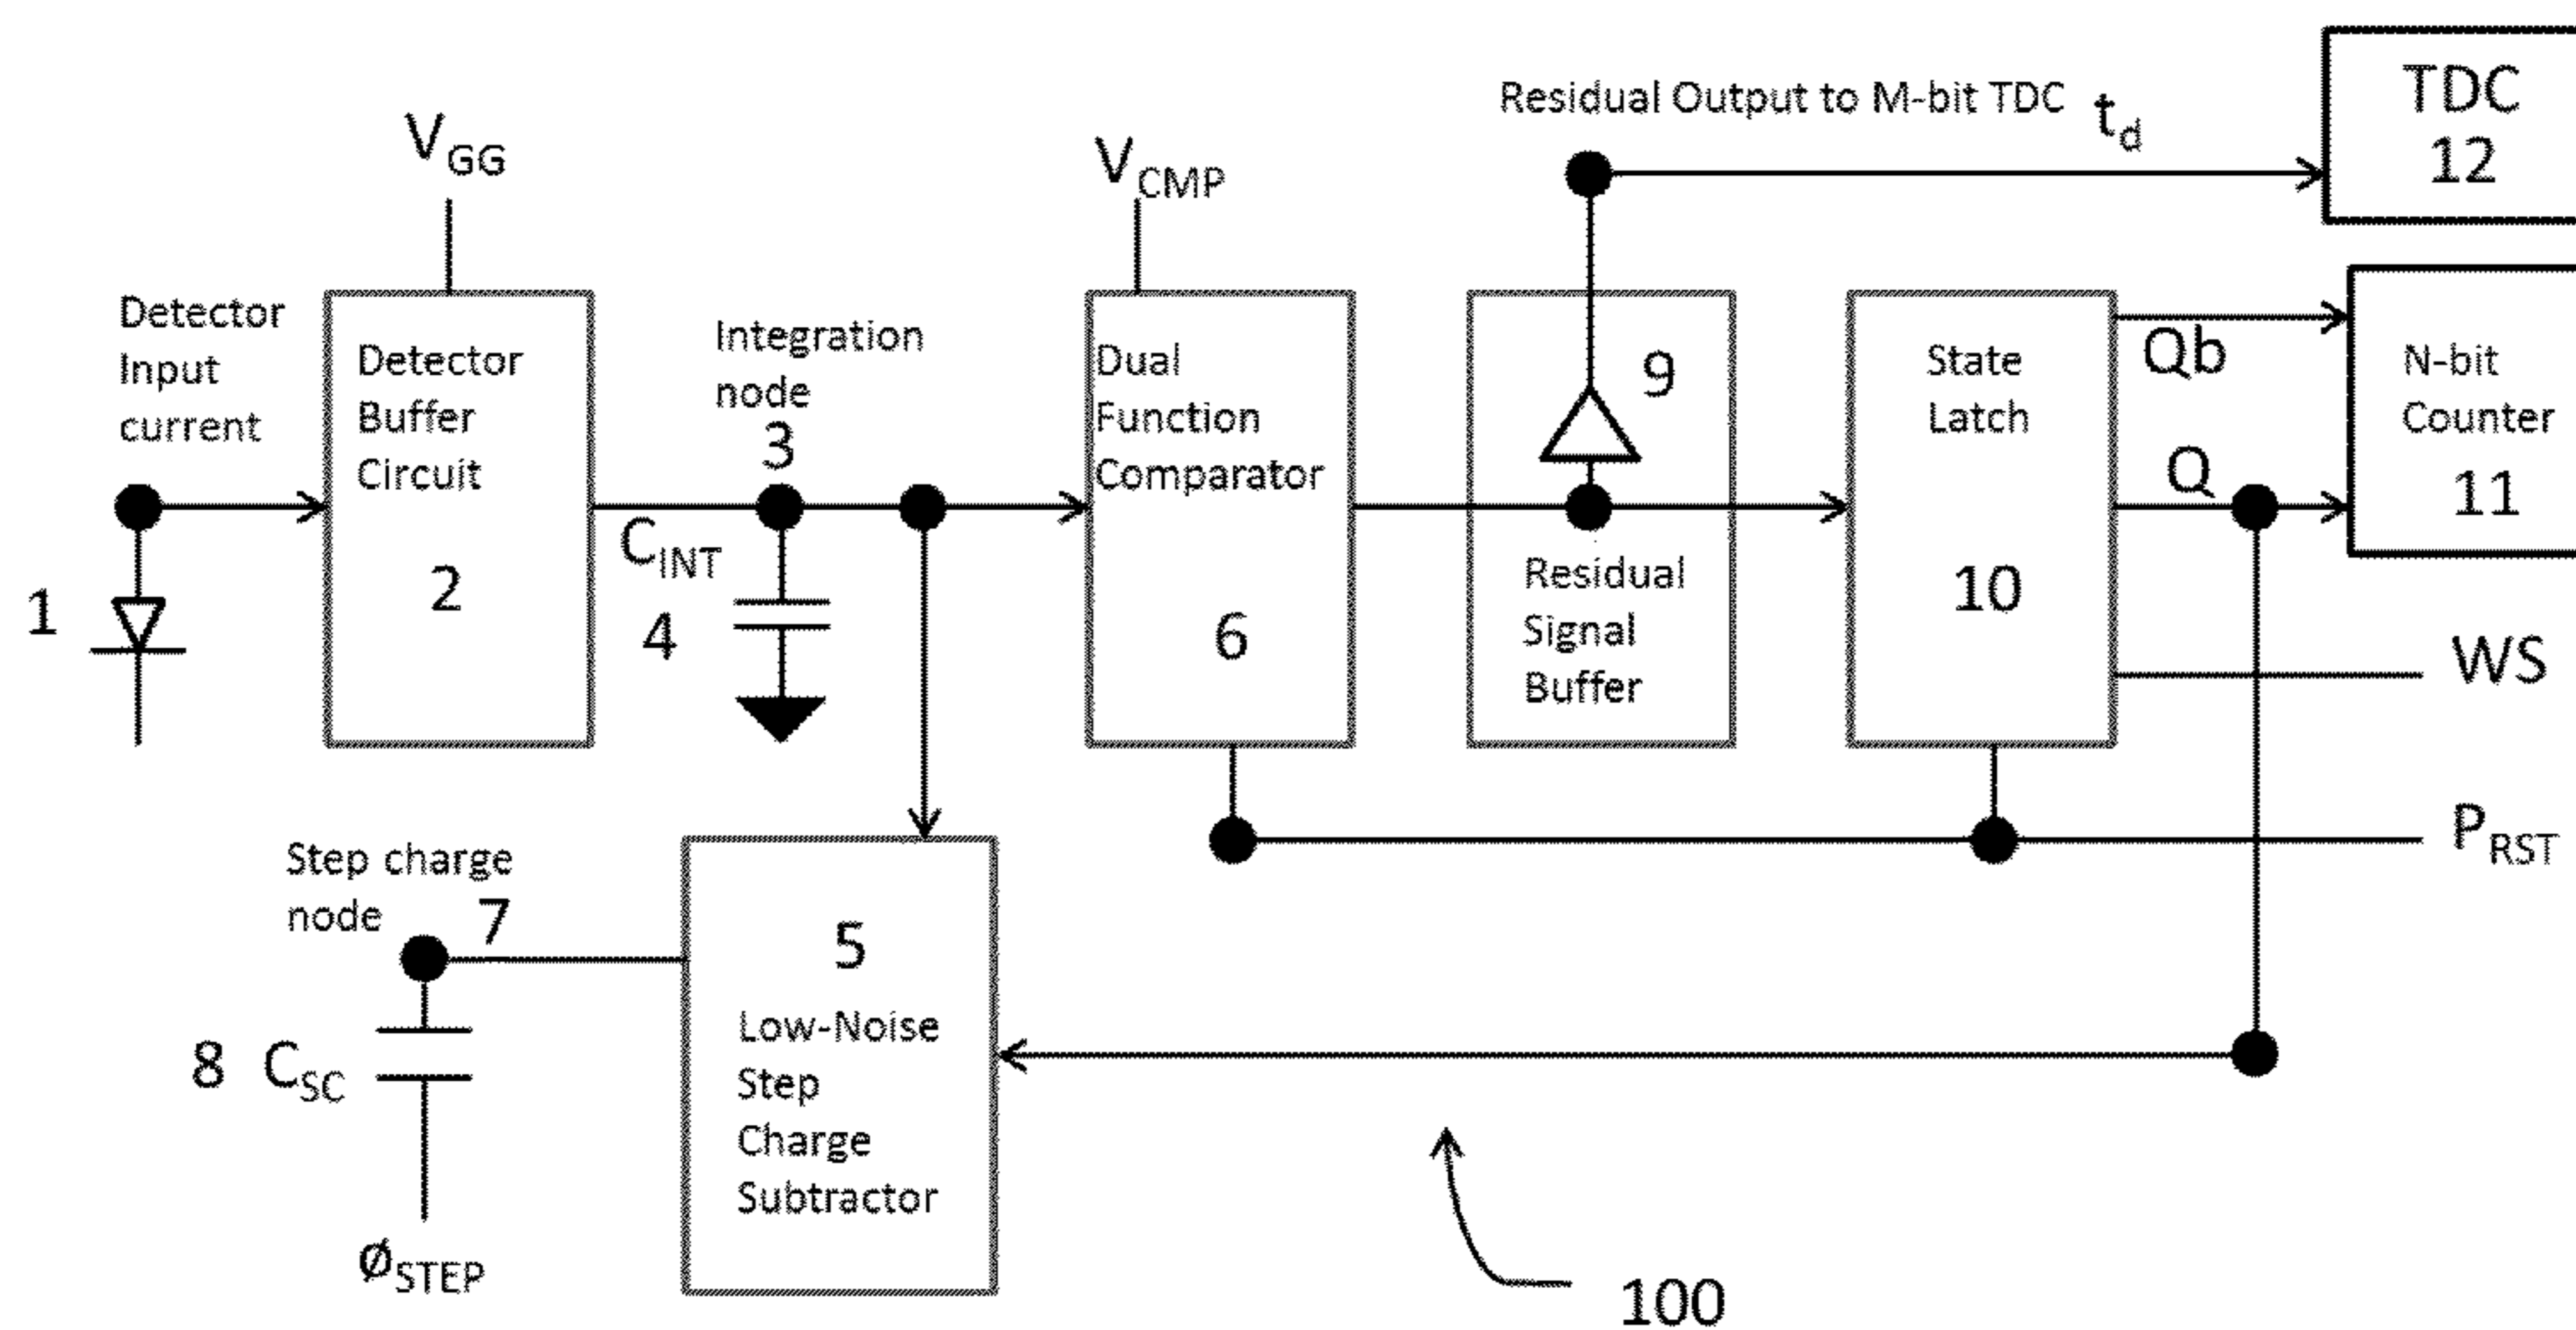 Residual Output to M-bit TDC
t_d
TDC
12
V_GG
V_CMP
Detector
Input
current
1
Detector
Buffer
Circuit
2
Integration
node
3
C_INT
4
Dual
Function
Comparator
6
9
Residual
Signal
Buffer
State
Latch
10
Qb
Q
N-bit
Counter
11
WS
P_RST
Step charge
node
7
8 C_SC
ø_STEP
5
Low-Noise
Step
Charge
Subtractor
100